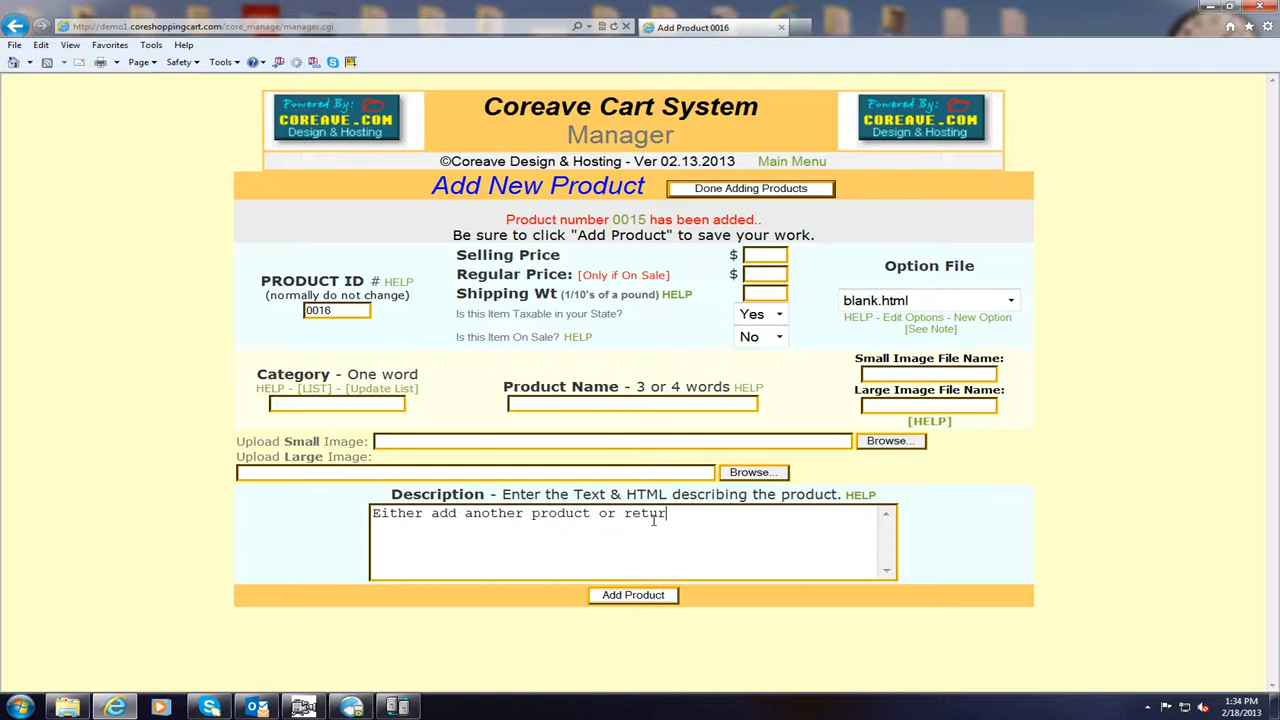 http://demo1.coreshoppingcart.com/core_manage/manager.cgi
Add Product 0016
File Edit View Favorites Tools Help
Page Safety Tools
Powered By:
COREAVE.COM
Design & Hosting
Coreave Cart System
Manager
Powered By:
COREAVE.COM
Design & Hosting
©Coreave Design & Hosting - Ver 02.13.2013 Main Menu
Add New Product Done Adding Products
Product number 0015 has been added..
Be sure to click "Add Product" to save your work.
PRODUCT ID # HELP
(normally do not change)
0016
Selling Price $
Regular Price: [Only if On Sale] $
Shipping Wt (1/10's of a pound) HELP
Is this Item Taxable in your State? Yes
Is this Item On Sale? HELP No
Option File
blank.html
HELP - Edit Options - New Option
[See Note]
Category - One word
HELP - [LIST] - [Update List]
Product Name - 3 or 4 words HELP
Small Image File Name:
Large Image File Name:
[HELP]
Upload Small Image: Browse...
Upload Large Image:
Browse...
Description - Enter the Text & HTML describing the product. HELP
Either add another product or retur
Add Product
1:34 PM
2/18/2013